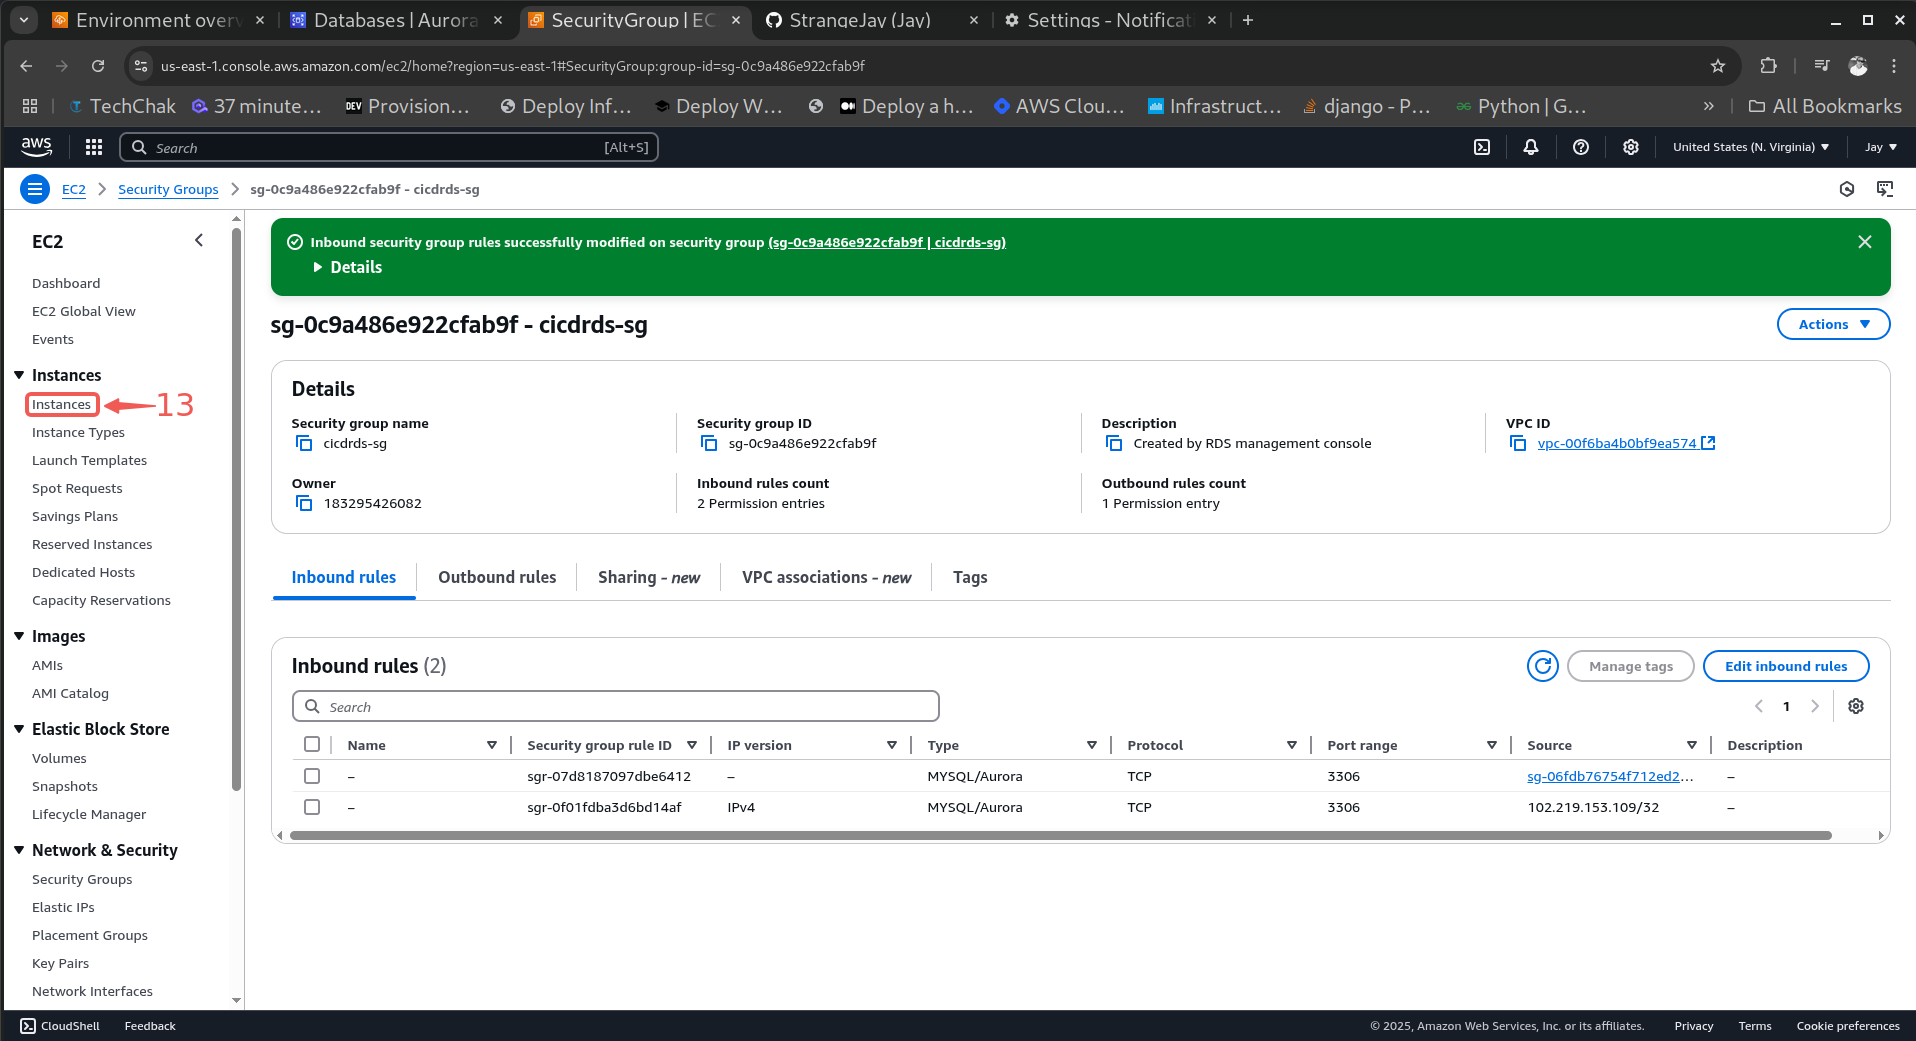 Environment overv
Databases | Aurora
SecurityGroup | EC
StrangeJay (Jay)
Settings - Notificati
us-east-1.console.aws.amazon.com/ec2/home?region=us-east-1#SecurityGroup:group-id=sg-0c9a486e922cfab9f
TechChak
37 minute...
DEV Provision...
Deploy Inf...
Deploy W...
Deploy a h...
AWS Clou...
Infrastruct...
django - P...
Python | G...
»
All Bookmarks
aws
Search
[Alt+S]
United States (N. Virginia)
Jay
EC2
Security Groups
sg-0c9a486e922cfab9f - cicdrds-sg
EC2
Dashboard
EC2 Global View
Events
Instances
Instances
13
Instance Types
Launch Templates
Spot Requests
Savings Plans
Reserved Instances
Dedicated Hosts
Capacity Reservations
Images
AMIs
AMI Catalog
Elastic Block Store
Volumes
Snapshots
Lifecycle Manager
Network & Security
Security Groups
Elastic IPs
Placement Groups
Key Pairs
Network Interfaces
Inbound security group rules successfully modified on security group (sg-0c9a486e922cfab9f | cicdrds-sg)
Details
sg-0c9a486e922cfab9f - cicdrds-sg
Actions
Details
Security group name
cicdrds-sg
Security group ID
sg-0c9a486e922cfab9f
Description
Created by RDS management console
VPC ID
vpc-00f6ba4b0bf9ea574
Owner
183295426082
Inbound rules count
2 Permission entries
Outbound rules count
1 Permission entry
Inbound rules
Outbound rules
Sharing - new
VPC associations - new
Tags
Inbound rules (2)
Manage tags
Edit inbound rules
Search
1
Name Security group rule ID IP version Type Protocol Port range Source Description
– sgr-07d8187097dbe6412 – MYSQL/Aurora TCP 3306 sg-06fdb76754f712ed2... –
– sgr-0f01fdba3d6bd14af IPv4 MYSQL/Aurora TCP 3306 102.219.153.109/32 –
CloudShell
Feedback
© 2025, Amazon Web Services, Inc. or its affiliates.
Privacy
Terms
Cookie preferences